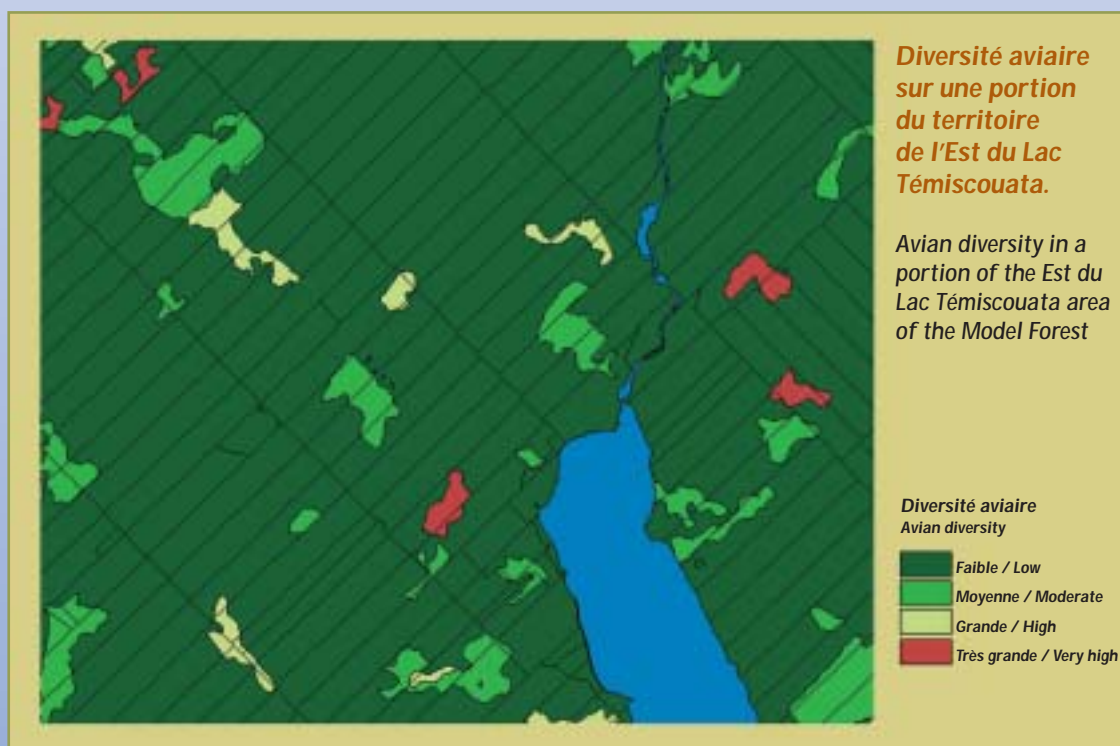 Diversité aviaire
sur une portion
du territoire
de l'Est du Lac
Témiscouata.
Avian diversity in a
portion of the Est du
Lac Témiscouata area
of the Model Forest
Diversité aviaire
Avian diversity
Faible / Low
Moyenne / Moderate
Grande / High
Très grande / Very high